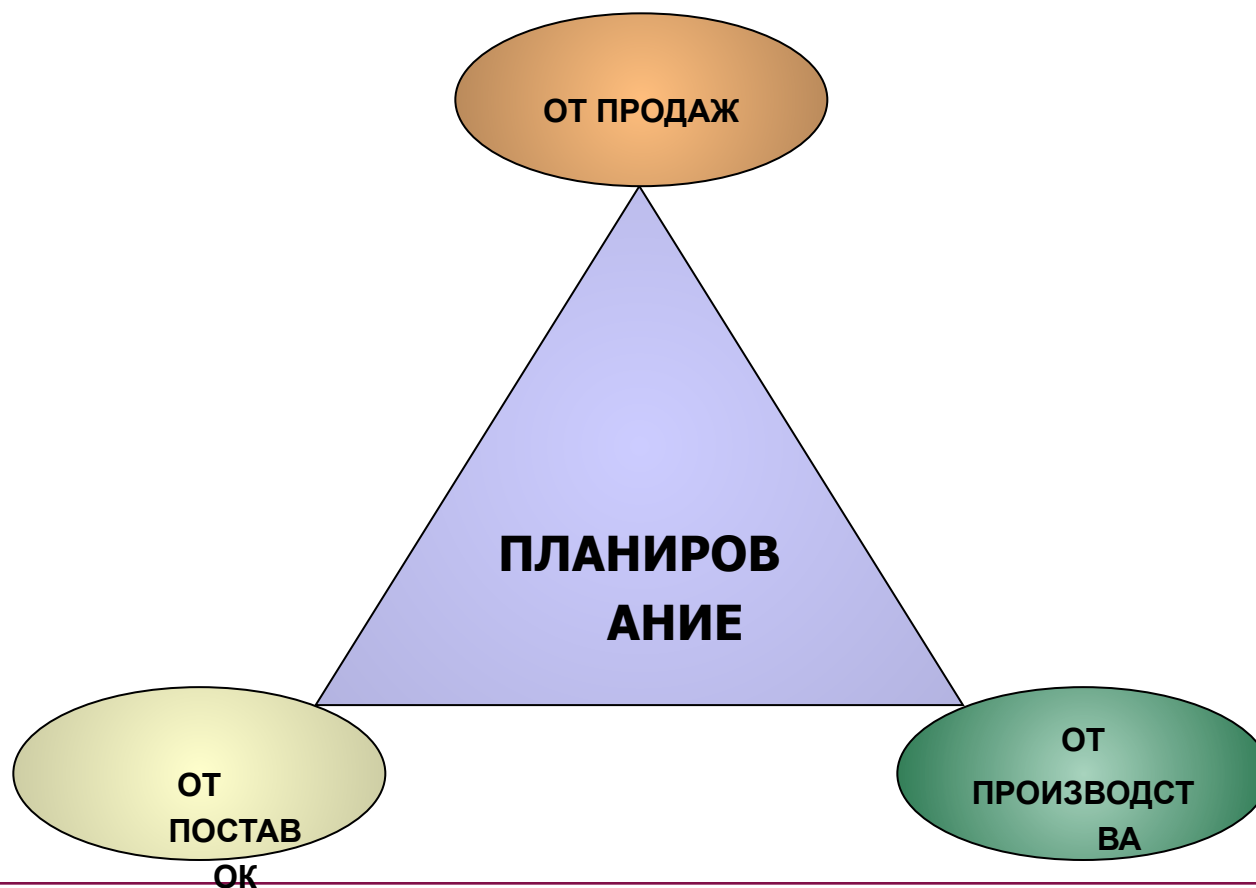 ОТ ПРОДАЖ
ПЛАНИРОВ
АНИЕ
ОТ
ПОСТАВ
ОК
ОТ
ПРОИЗВОДСТ
ВА